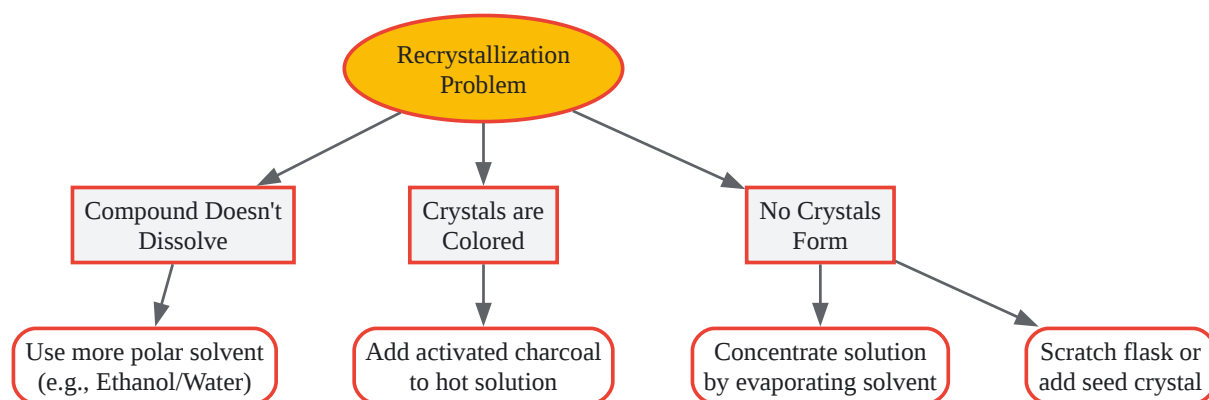 Recrystallization
Problem
Compound Doesn't
Dissolve
Crystals are
Colored
No Crystals
Form
Use more polar solvent
(e.g., Ethanol/Water)
Add activated charcoal
to hot solution
Concentrate solution
by evaporating solvent
Scratch flask or
add seed crystal